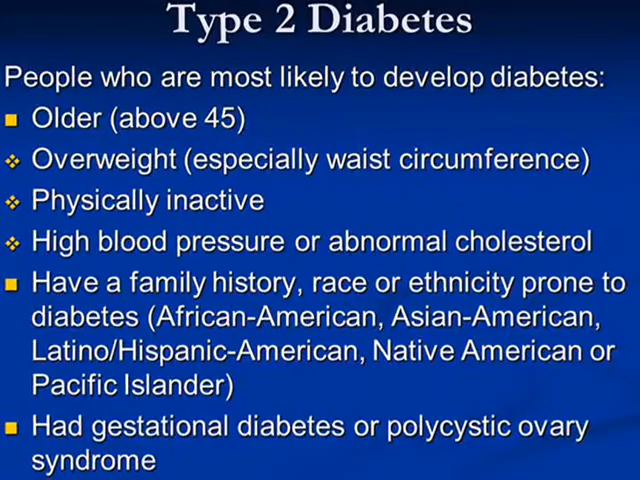 Type 2 Diabetes
People who are most likely to develop diabetes:
Older (above 45)
Overweight (especially waist circumference)
Physically inactive
High blood pressure or abnormal cholesterol
Have a family history, race or ethnicity prone to
diabetes (African-American, Asian-American,
Latino/Hispanic-American, Native American or
Pacific Islander)
Had gestational diabetes or polycystic ovary
syndrome